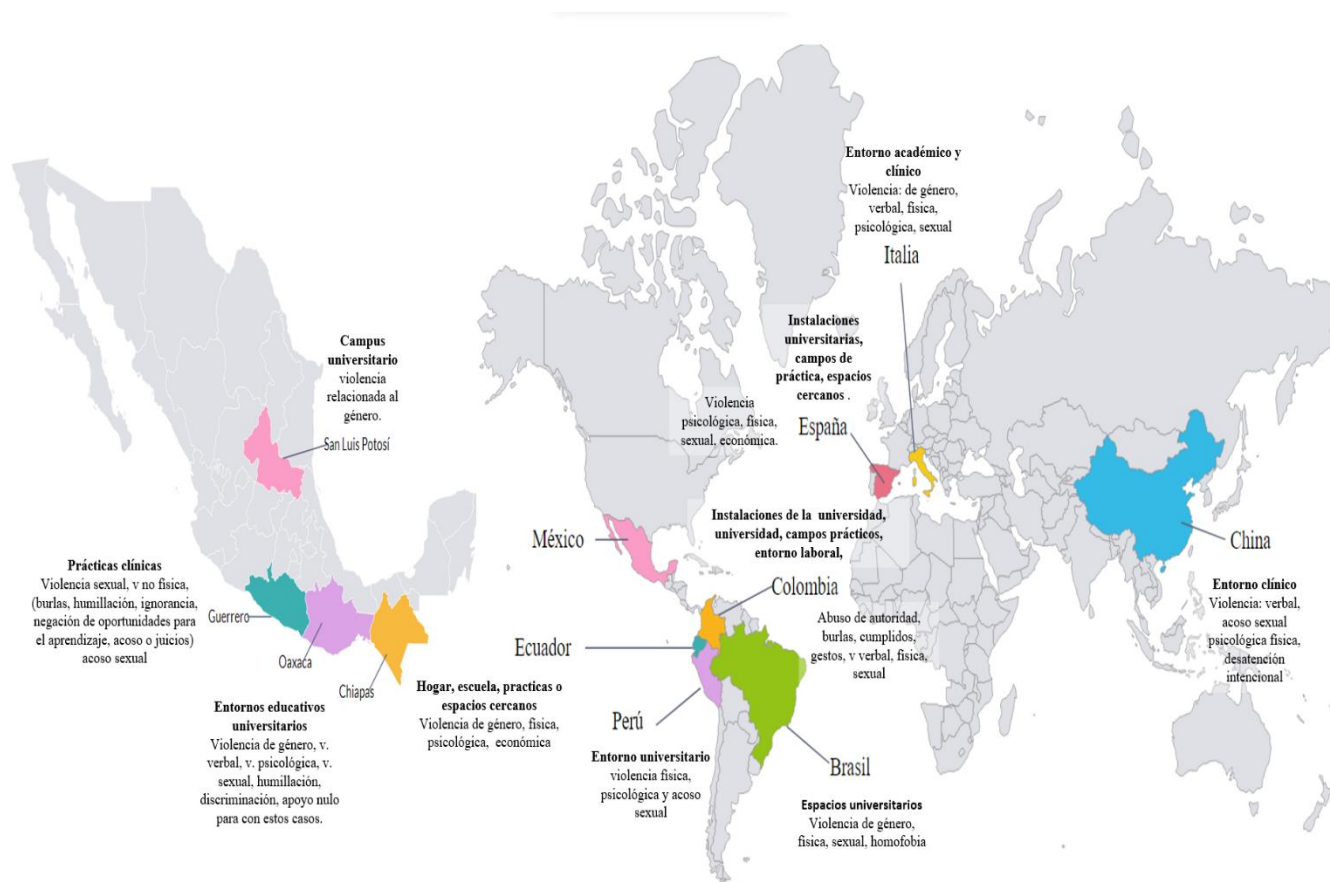 Campus
universitario
violencia
relacionada al
género.
San Luis Potosí
Prácticas clínicas
Violencia sexual, v no física,
(burlas, humillación, ignorancia,
negación de oportunidades para
el aprendizaje, acoso o juicios)
acoso sexual
Guerrero
Oaxaca
Chiapas
Entornos educativos
universitarios
Violencia de género, v.
verbal, v. psicológica, v.
sexual, humillación,
discriminación, apoyo nulo
para con estos casos.
Hogar, escuela, practicas o
espacios cercanos
Violencia de género, física,
psicológica, económica
Entorno académico y
clínico
Violencia: de género,
verbal, física,
psicológica, sexual
Italia
Instalaciones
universitarias,
campos de
práctica, espacios
cercanos .
España
Violencia
psicológica, física,
sexual, económica.
México
Instalaciones de la universidad,
universidad, campos prácticos,
entorno laboral,
Colombia
Abuso de autoridad,
burlas, cumplidos,
gestos, v verbal, física,
sexual
Ecuador
Perú
Entorno universitario
violencia física,
psicológica y acoso
sexual
Brasil
Espacios universitarios
Violencia de género,
física, sexual, homofobia
China
Entorno clínico
Violencia: verbal,
acoso sexual
psicológica física,
desatención
intencional